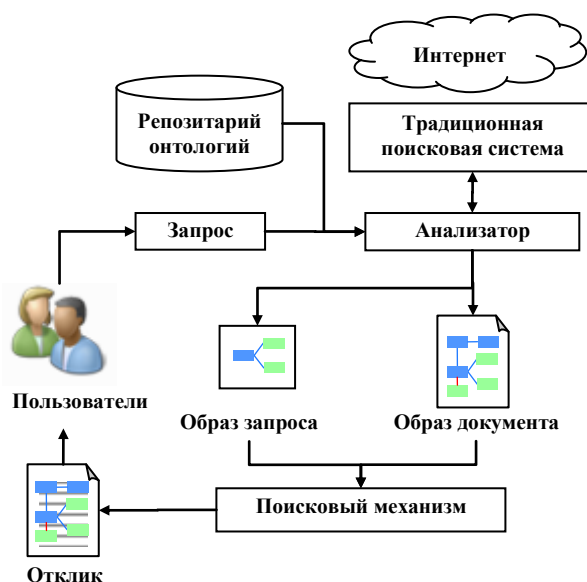 Интернет
Репозитарий
онтологий
Традиционная
поисковая система
Запрос
Анализатор
Пользователи
Образ запроса
Образ документа
Поисковый механизм
Отклик